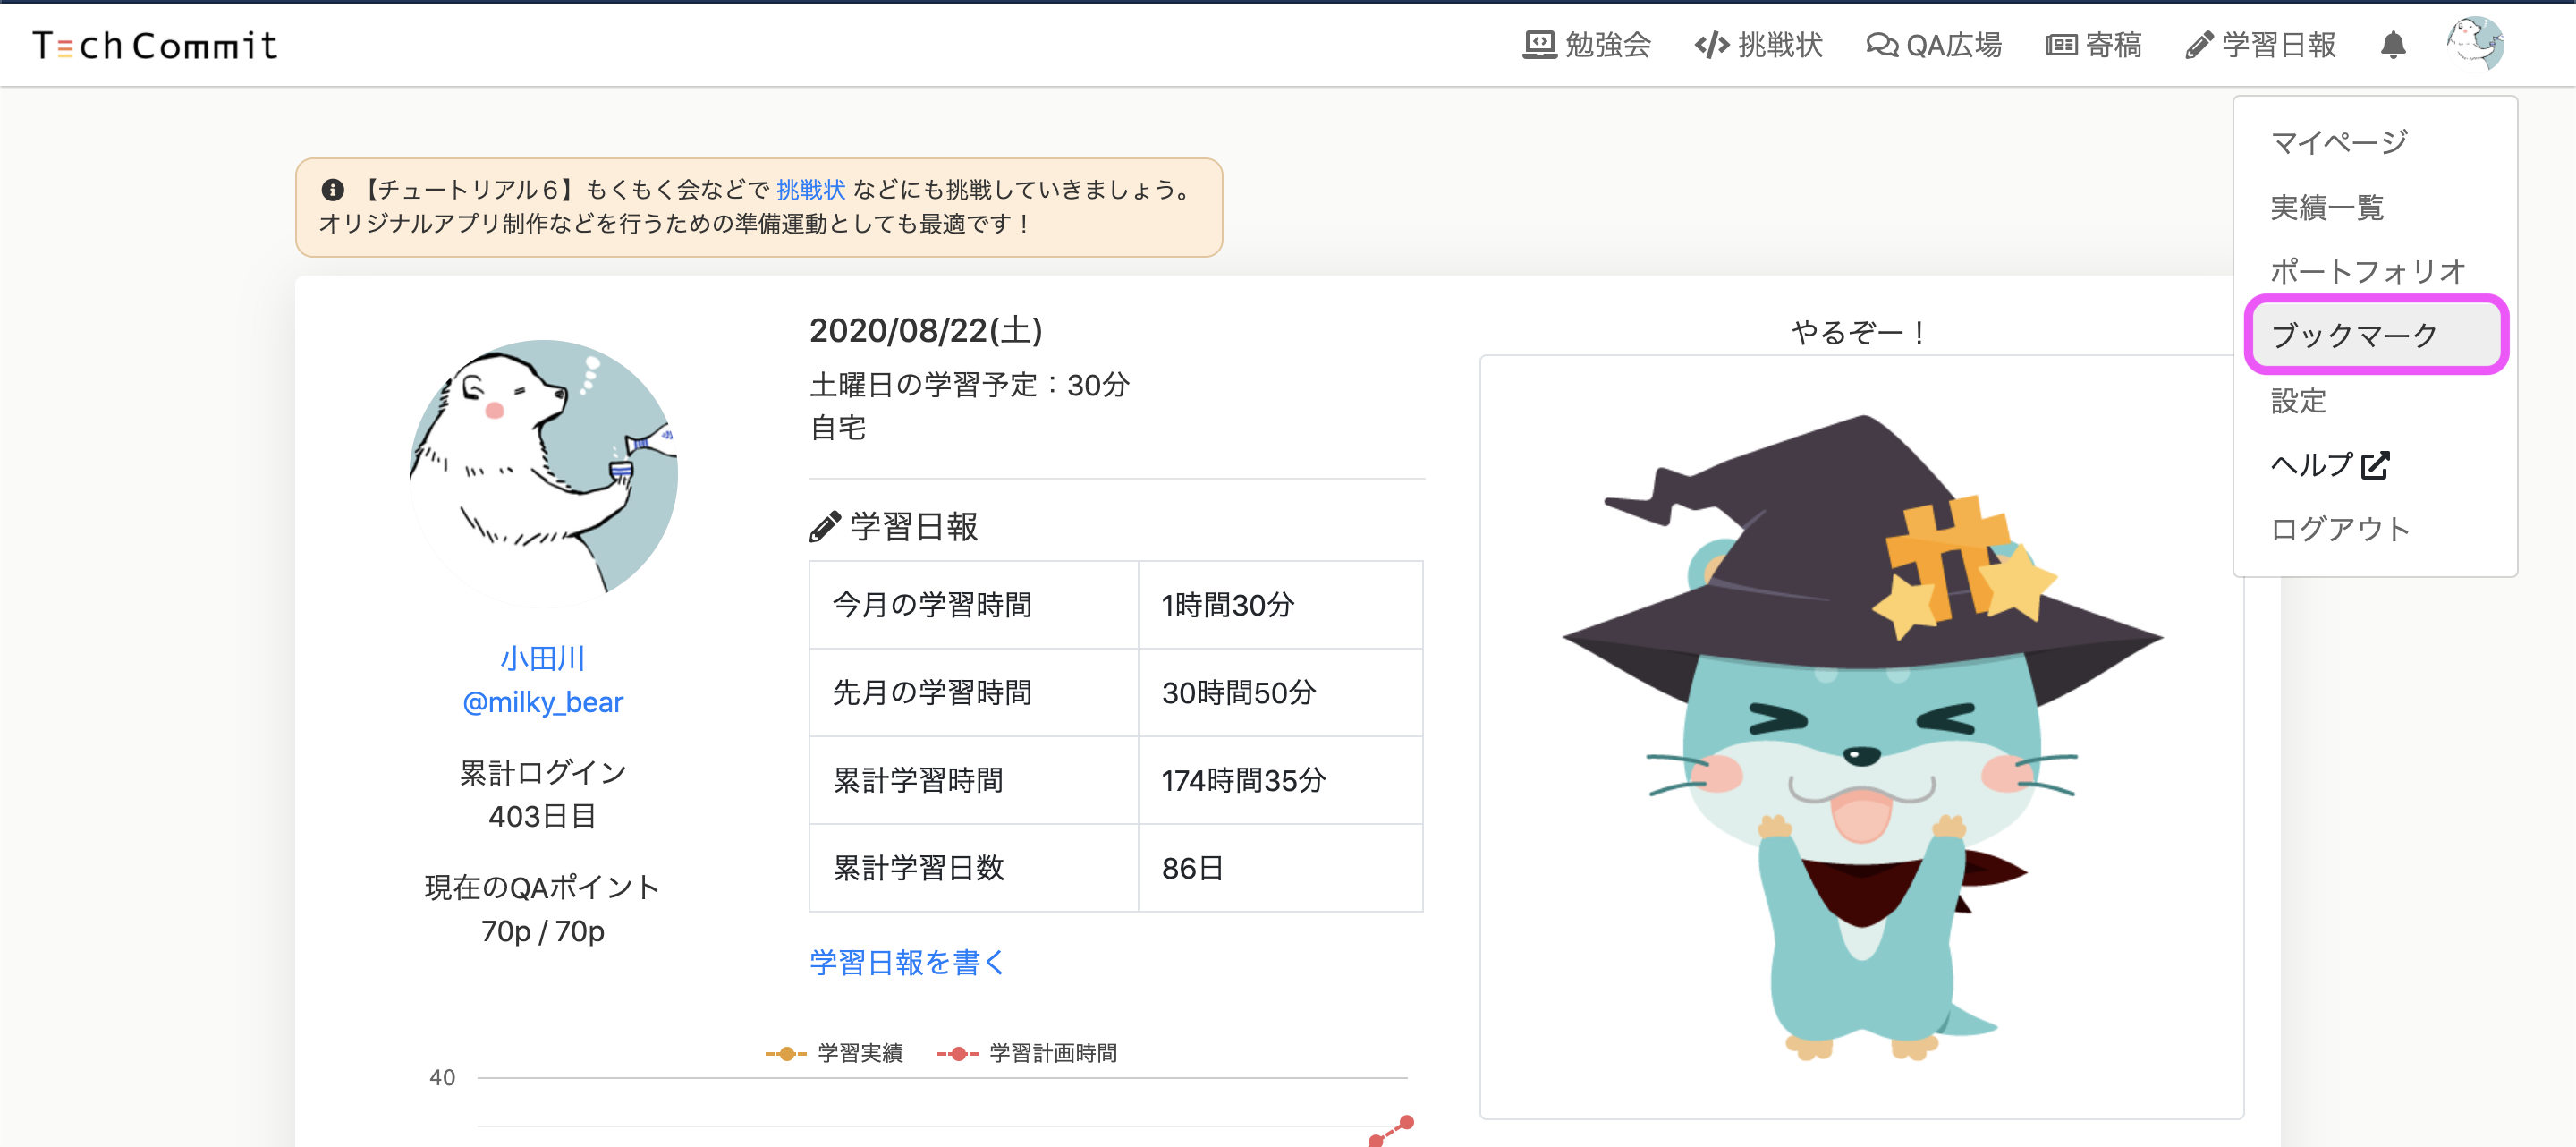 Tech Commit
勉強会
挑戦状
QA広場
寄稿
学習日報
マイページ
実績一覧
ポートフォリオ
ブックマーク
設定
ヘルプ
ログアウト
【チュートリアル６】もくもく会などで 挑戦状 などにも挑戦していきましょう。
オリジナルアプリ制作などを行うための準備運動としても最適です！
小田川
@milky_bear
累計ログイン
403日目
現在のQAポイント
70p / 70p
2020/08/22(土)
土曜日の学習予定：30分
自宅
学習日報
今月の学習時間 1時間30分
先月の学習時間 30時間50分
累計学習時間 174時間35分
累計学習日数 86日
学習日報を書く
やるぞー！
学習実績 学習計画時間
40